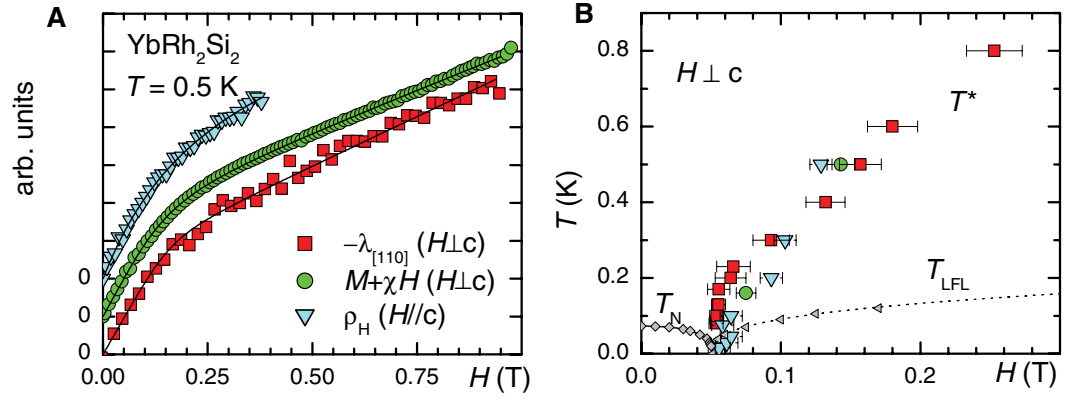 A
YbRh₂Si₂
T = 0.5 K
arb. units
0
0
0
−λ[110] (H⊥c)
M+χH (H⊥c)
ρH (H//c)
0.00 0.25 0.50 0.75 H (T)
B
H ⊥ c
T*
T (K)
0.8
0.6
0.4
0.2
0.0
TN
TLFL
0.0 0.1 0.2 H (T)